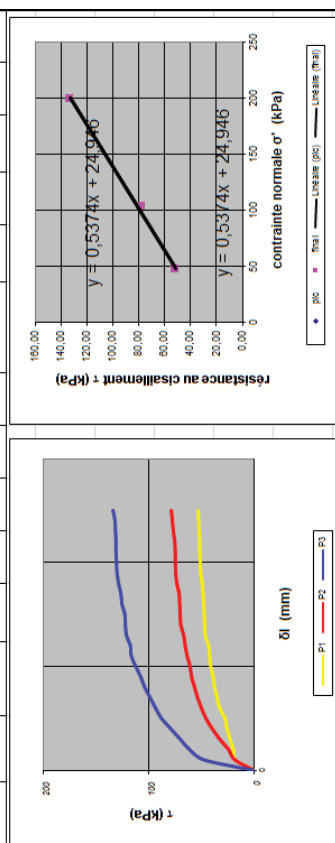 200
100
0
0
τ (kPa)
δl (mm)
P1 P2 P3
160,00
140,00
120,00
100,00
80,00
60,00
40,00
20,00
0,00
résistance au cisaillement τ (kPa)
y = 0,5374x + 24,946
y = 0,5374x + 24,946
0 50 100 150 200 250
contrainte normale σ' (kPa)
pic final Linéaire (pic) Linéaire (final)